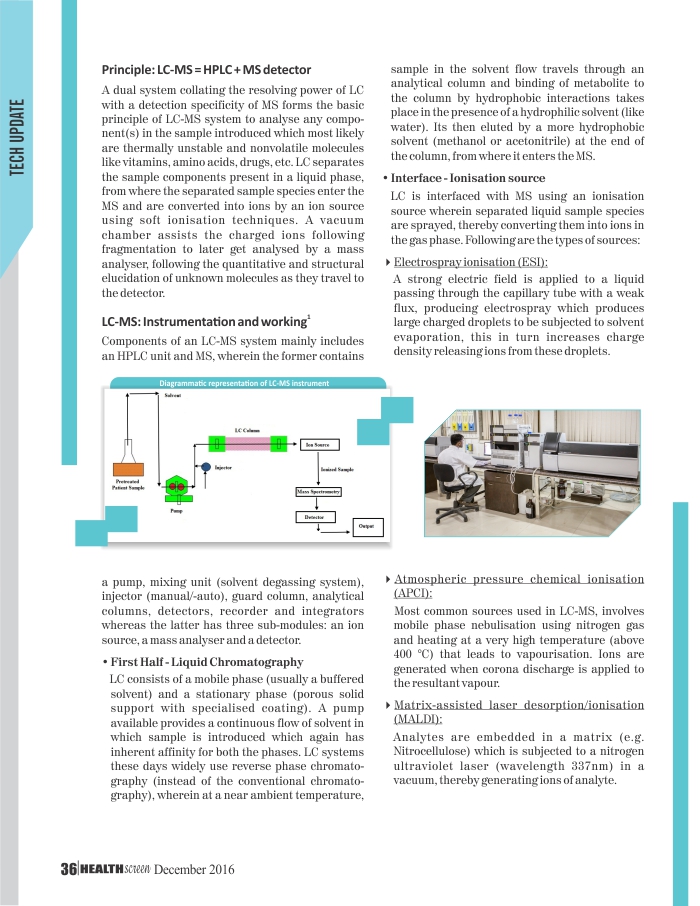 TECH UPDATE
Principle: LC-MS = HPLC + MS detector
A dual system collating the resolving power of LC
with a detection specificity of MS forms the basic
principle of LC-MS system to analyse any compo-
nent(s) in the sample introduced which most likely
are thermally unstable and nonvolatile molecules
like vitamins, amino acids, drugs, etc. LC separates
the sample components present in a liquid phase,
from where the separated sample species enter the
MS and are converted into ions by an ion source
using soft ionisation techniques. A vacuum
chamber assists the charged ions following
fragmentation to later get analysed by a mass
analyser, following the quantitative and structural
elucidation of unknown molecules as they travel to
the detector.
LC-MS: Instrumentation and working1
Components of an LC-MS system mainly includes
an HPLC unit and MS, wherein the former contains
Diagrammatic representation of LC-MS instrument
Solvent
LC Column
Ion Source
Injector
Ionized Sample
Pretreated
Patient Sample
Mass Spectrometry
Pump
Detector
Output
a pump, mixing unit (solvent degassing system),
injector (manual/-auto), guard column, analytical
columns, detectors, recorder and integrators
whereas the latter has three sub-modules: an ion
source, a mass analyser and a detector.
• First Half - Liquid Chromatography
LC consists of a mobile phase (usually a buffered
solvent) and a stationary phase (porous solid
support with specialised coating). A pump
available provides a continuous flow of solvent in
which sample is introduced which again has
inherent affinity for both the phases. LC systems
these days widely use reverse phase chromato-
graphy (instead of the conventional chromato-
graphy), wherein at a near ambient temperature,
sample in the solvent flow travels through an
analytical column and binding of metabolite to
the column by hydrophobic interactions takes
place in the presence of a hydrophilic solvent (like
water). Its then eluted by a more hydrophobic
solvent (methanol or acetonitrile) at the end of
the column, from where it enters the MS.
• Interface - Ionisation source
LC is interfaced with MS using an ionisation
source wherein separated liquid sample species
are sprayed, thereby converting them into ions in
the gas phase. Following are the types of sources:
Electrospray ionisation (ESI):
A strong electric field is applied to a liquid
passing through the capillary tube with a weak
flux, producing electrospray which produces
large charged droplets to be subjected to solvent
evaporation, this in turn increases charge
density releasing ions from these droplets.
Atmospheric pressure chemical ionisation
(APCI):
Most common sources used in LC-MS, involves
mobile phase nebulisation using nitrogen gas
and heating at a very high temperature (above
400 °C) that leads to vapourisation. Ions are
generated when corona discharge is applied to
the resultant vapour.
Matrix-assisted laser desorption/ionisation
(MALDI):
Analytes are embedded in a matrix (e.g.
Nitrocellulose) which is subjected to a nitrogen
ultraviolet laser (wavelength 337nm) in a
vacuum, thereby generating ions of analyte.
36 HEALTHscreen December 2016